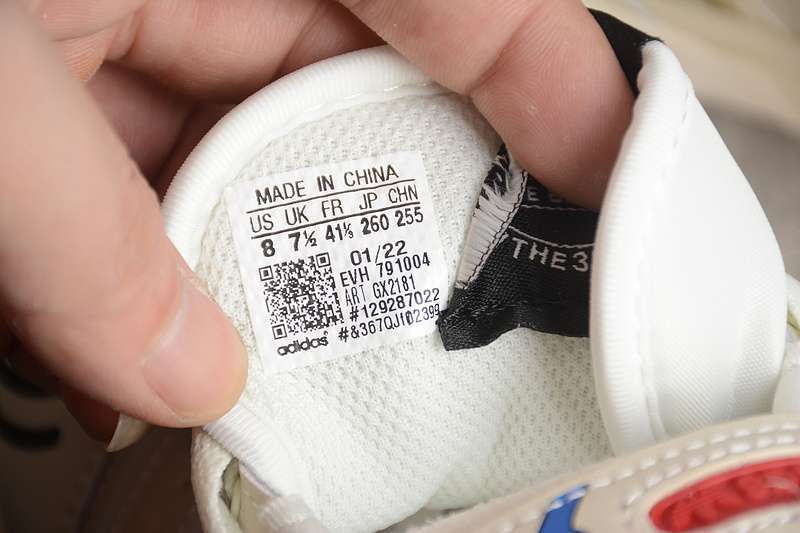 MADE IN CHINA
US UK FR JP CHN
8 7½ 41⅓ 260 255
01/22
EVH 791004
ART GX2181
#129287022
#&367QJ102399
adidas
THE 3